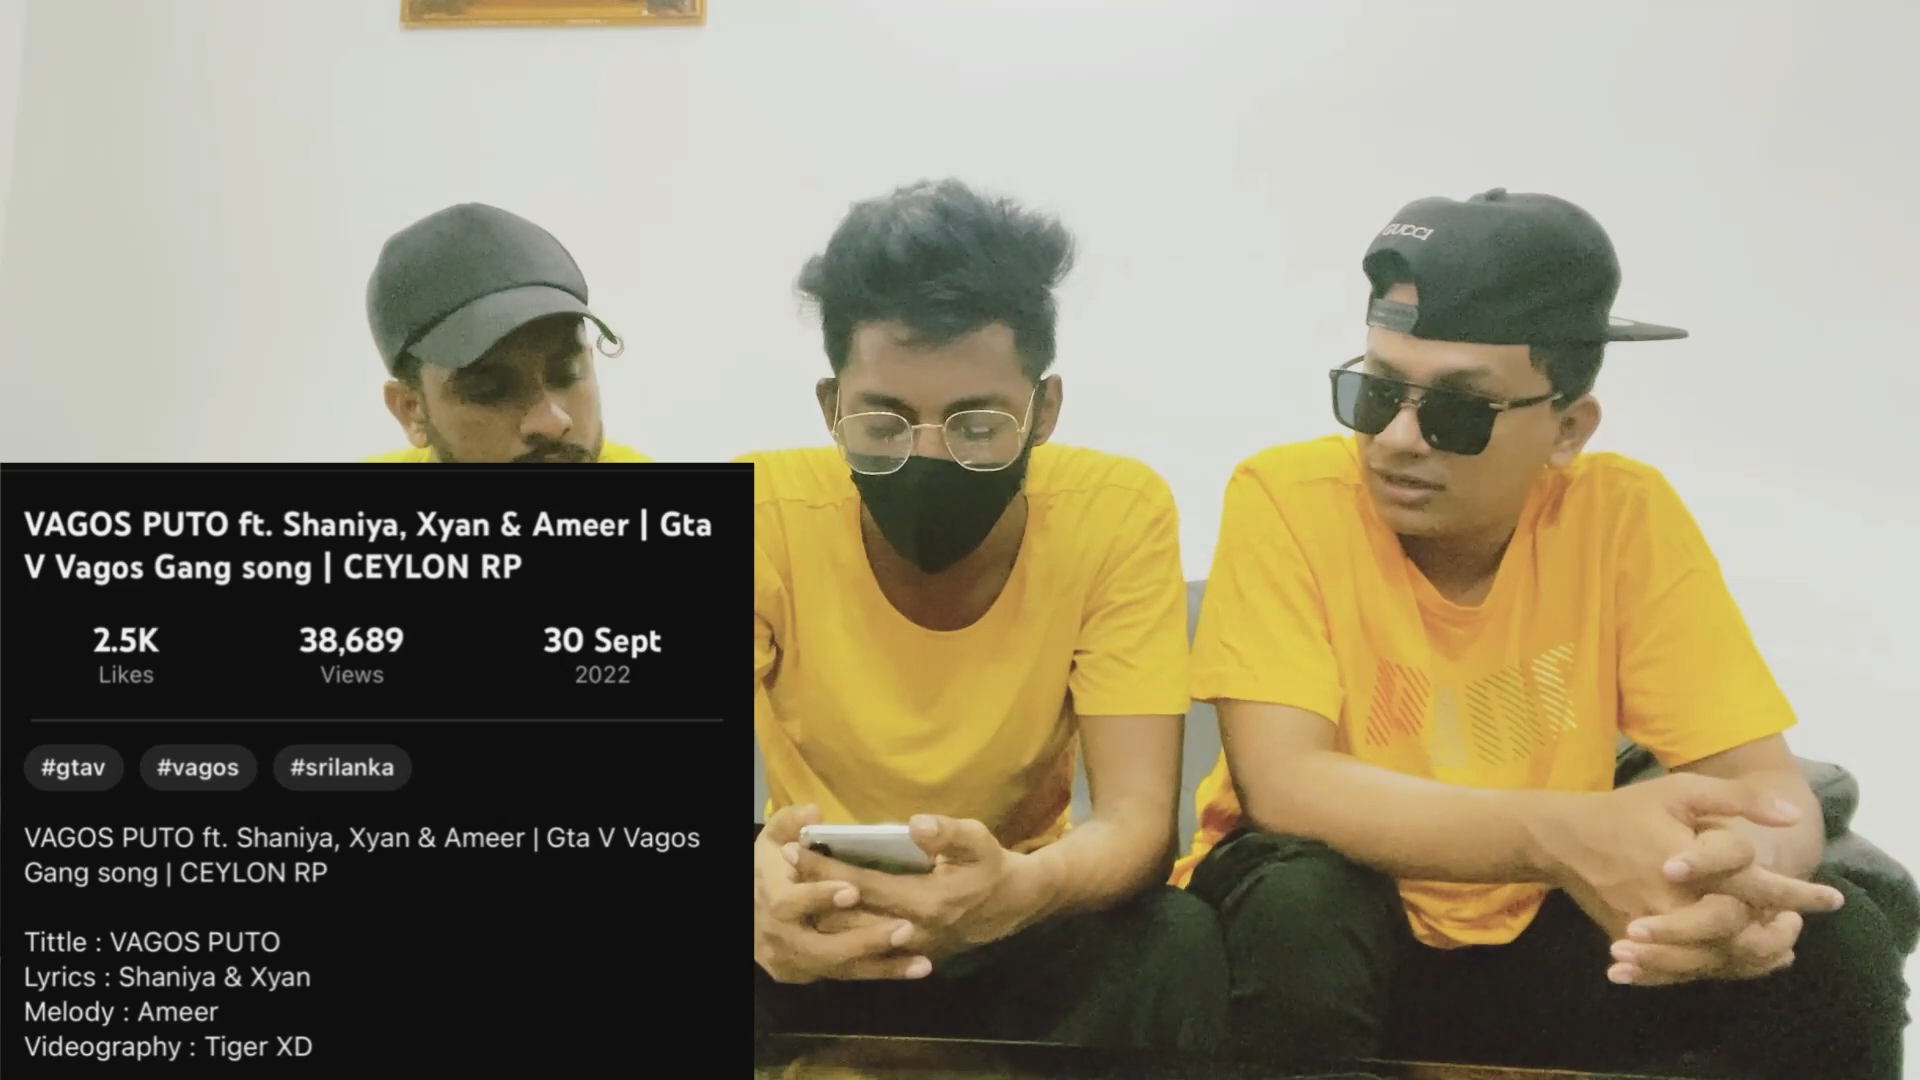 GUCCI
VAGOS PUTO ft. Shaniya, Xyan & Ameer | Gta
V Vagos Gang song | CEYLON RP
2.5K
38,689
30 Sept
Likes
Views
2022
#gtav
#vagos
#srilanka
VAGOS PUTO ft. Shaniya, Xyan & Ameer | Gta V Vagos
Gang song | CEYLON RP
Tittle : VAGOS PUTO
Lyrics : Shaniya & Xyan
Melody : Ameer
Videography : Tiger XD